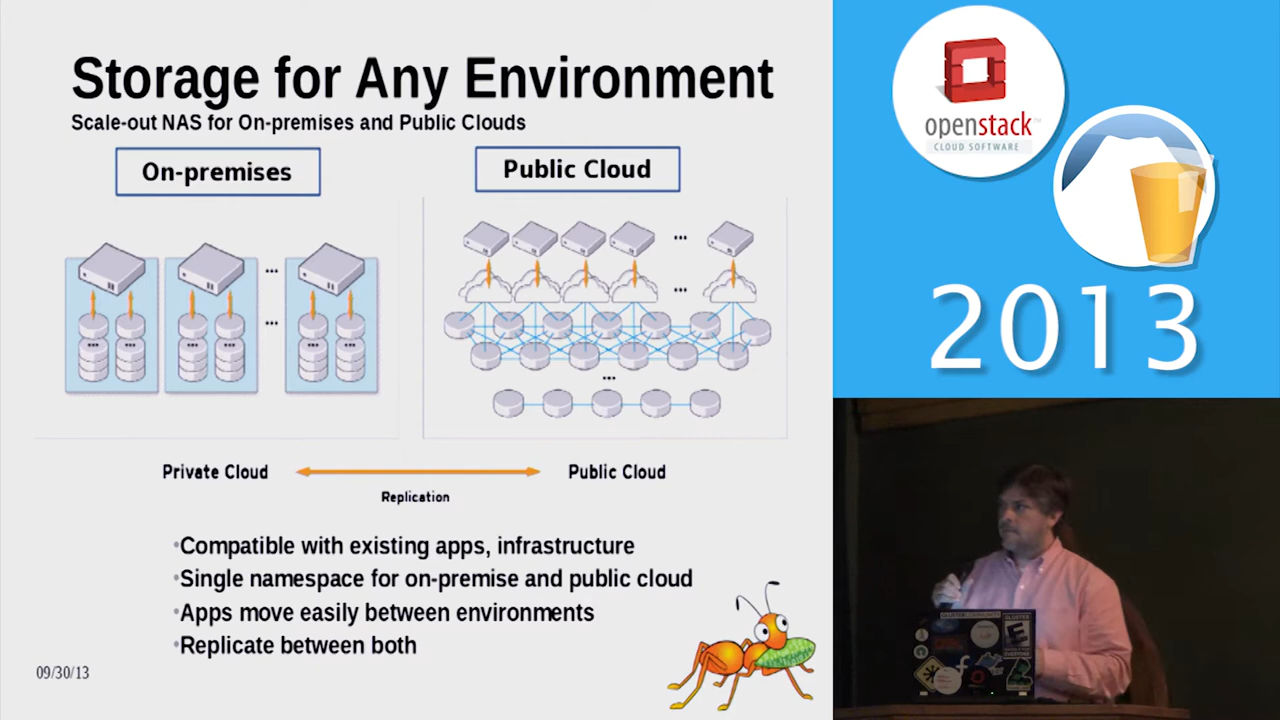 Storage for Any Environment
Scale-out NAS for On-premises and Public Clouds
On-premises
Public Cloud
...
...
...
...
...
Private Cloud
Public Cloud
Replication
•Compatible with existing apps, infrastructure
•Single namespace for on-premise and public cloud
•Apps move easily between environments
•Replicate between both
09/30/13
openstack™
CLOUD SOFTWARE
2013
E
f